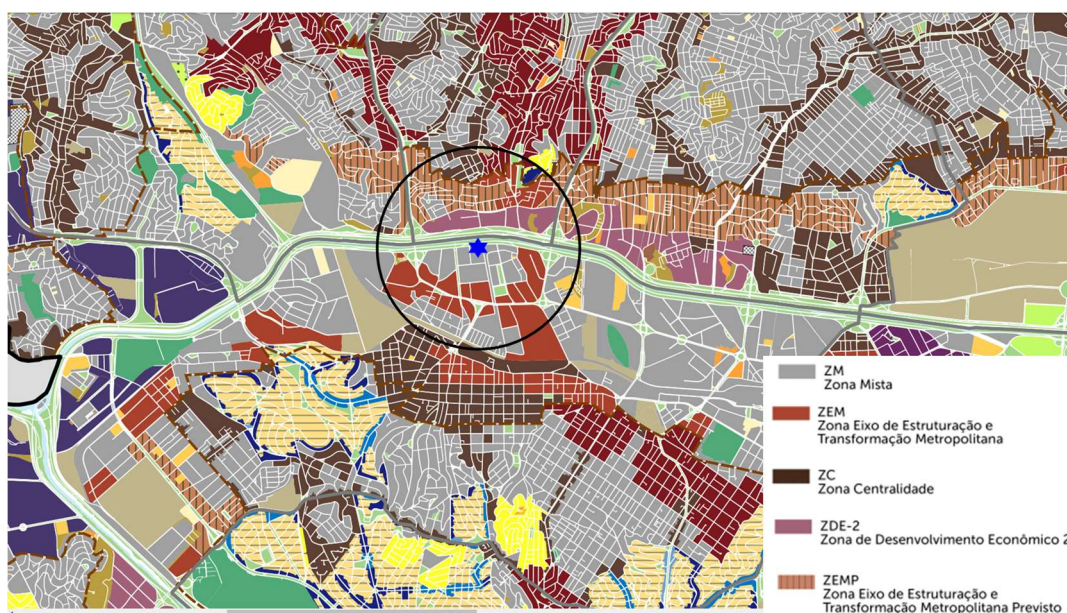 ZM
Zona Mista
ZEM
Zona Eixo de Estruturação e
Transformação Metropolitana
ZC
Zona Centralidade
ZDE-2
Zona de Desenvolvimento Econômico 2
ZEMP
Zona Eixo de Estruturação e
Transformação Metropolitana Previsto